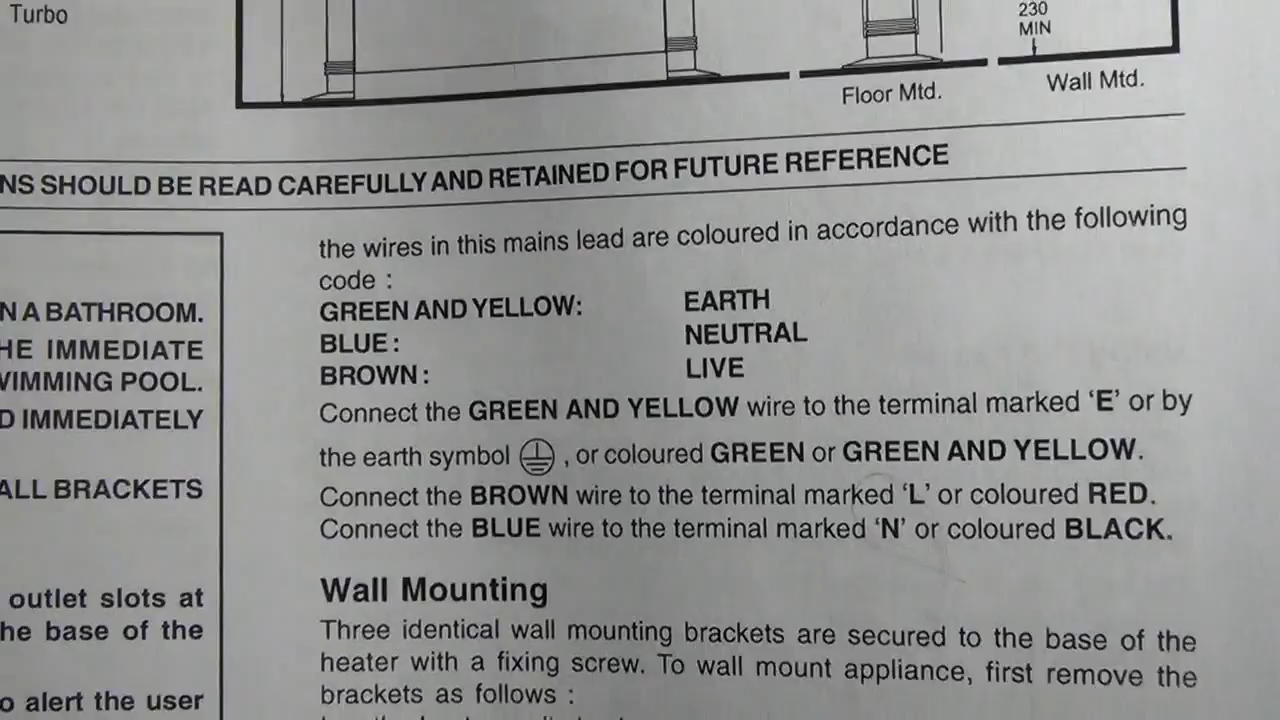 Turbo
230
MIN
Floor Mtd.
Wall Mtd.
NS SHOULD BE READ CAREFULLY AND RETAINED FOR FUTURE REFERENCE
N A BATHROOM.
HE IMMEDIATE
WIMMING POOL.
D IMMEDIATELY
ALL BRACKETS
outlet slots at
he base of the
o alert the user
the wires in this mains lead are coloured in accordance with the following
code :
GREEN AND YELLOW: EARTH
BLUE: NEUTRAL
BROWN: LIVE
Connect the GREEN AND YELLOW wire to the terminal marked ‘E’ or by
the earth symbol , or coloured GREEN or GREEN AND YELLOW.
Connect the BROWN wire to the terminal marked ‘L’ or coloured RED.
Connect the BLUE wire to the terminal marked ‘N’ or coloured BLACK.
Wall Mounting
Three identical wall mounting brackets are secured to the base of the
heater with a fixing screw. To wall mount appliance, first remove the
brackets as follows :